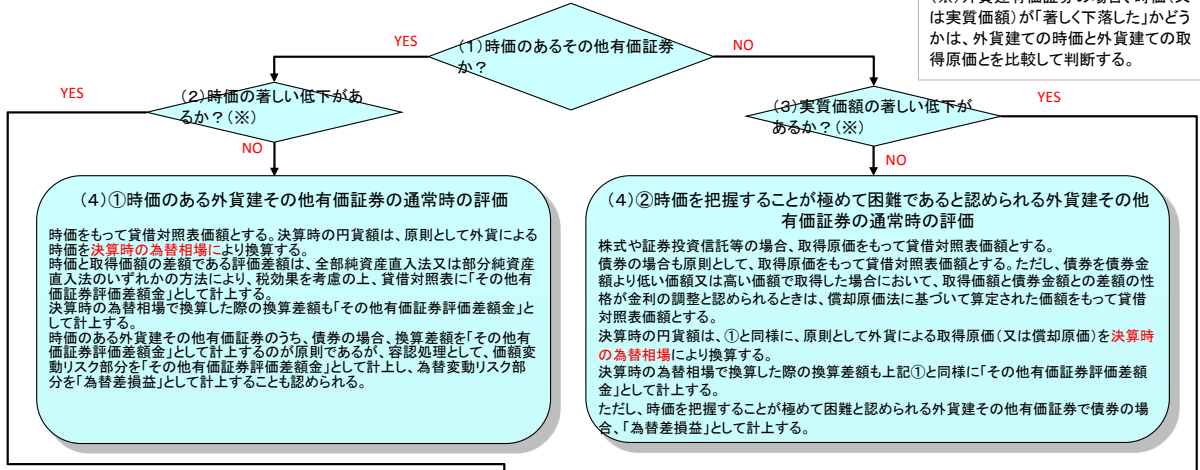 (※)外貨建有価証券の場合、時価(又
は実質価額)が「著しく下落した」かどう
かは、外貨建ての時価と外貨建ての取
得原価とを比較して判断する。
YES
(1)時価のあるその他有価証券
か?
NO
YES
(2)時価の著しい低下があ
るか?(※)
NO
(3)実質価額の著しい低下が
あるか?(※)
YES
NO
(4)①時価のある外貨建その他有価証券の通常時の評価
時価をもって貸借対照表価額とする。決算時の円貨額は、原則として外貨による
時価を決算時の為替相場により換算する。
時価と取得価額の差額である評価差額は、全部純資産直入法又は部分純資産
直入法のいずれかの方法により、税効果を考慮の上、貸借対照表に「その他有
価証券評価差額金」として計上する。
決算時の為替相場で換算した際の換算差額も「その他有価証券評価差額金」と
して計上する。
時価のある外貨建その他有価証券のうち、債券の場合、換算差額を「その他有
価証券評価差額金」として計上するのが原則であるが、容認処理として、価額変
動リスク部分を「その他有価証券評価差額金」として計上し、為替変動リスク部
分を「為替差損益」として計上することも認められる。
(4)②時価を把握することが極めて困難であると認められる外貨建その他
有価証券の通常時の評価
株式や証券投資信託等の場合、取得原価をもって貸借対照表価額とする。
債券の場合も原則として、取得原価をもって貸借対照表価額とする。ただし、債券を債券金
額より低い価額又は高い価額で取得した場合において、取得価額と債券金額との差額の性
格が金利の調整と認められるときは、償却原価法に基づいて算定された価額をもって貸借
対照表価額とする。
決算時の円貨額は、①と同様に、原則として外貨による取得原価(又は償却原価)を決算時
の為替相場により換算する。
決算時の為替相場で換算した際の換算差額も上記①と同様に「その他有価証券評価差額
金」として計上する。
ただし、時価を把握することが極めて困難と認められる外貨建その他有価証券で債券の場
合、「為替差損益」として計上する。